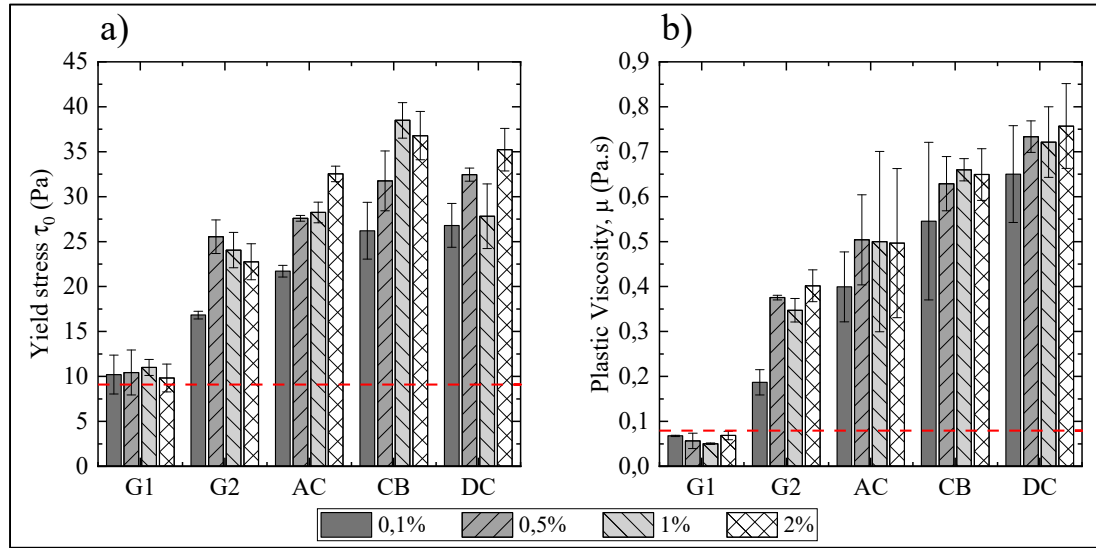 a)
Yield stress τ₀ (Pa)
45
40
35
30
25
20
15
10
5
0
G1 G2 AC CB DC
b)
Plastic Viscosity, μ (Pa.s)
0,9
0,8
0,7
0,6
0,5
0,4
0,3
0,2
0,1
0,0
G1 G2 AC CB DC
0,1% 0,5% 1% 2%